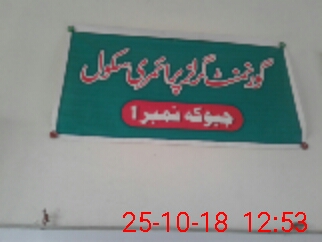 گورنمنٹ گرلز پرائمری سکول
جبوکہ نمبر 1
25-10-18 12:53